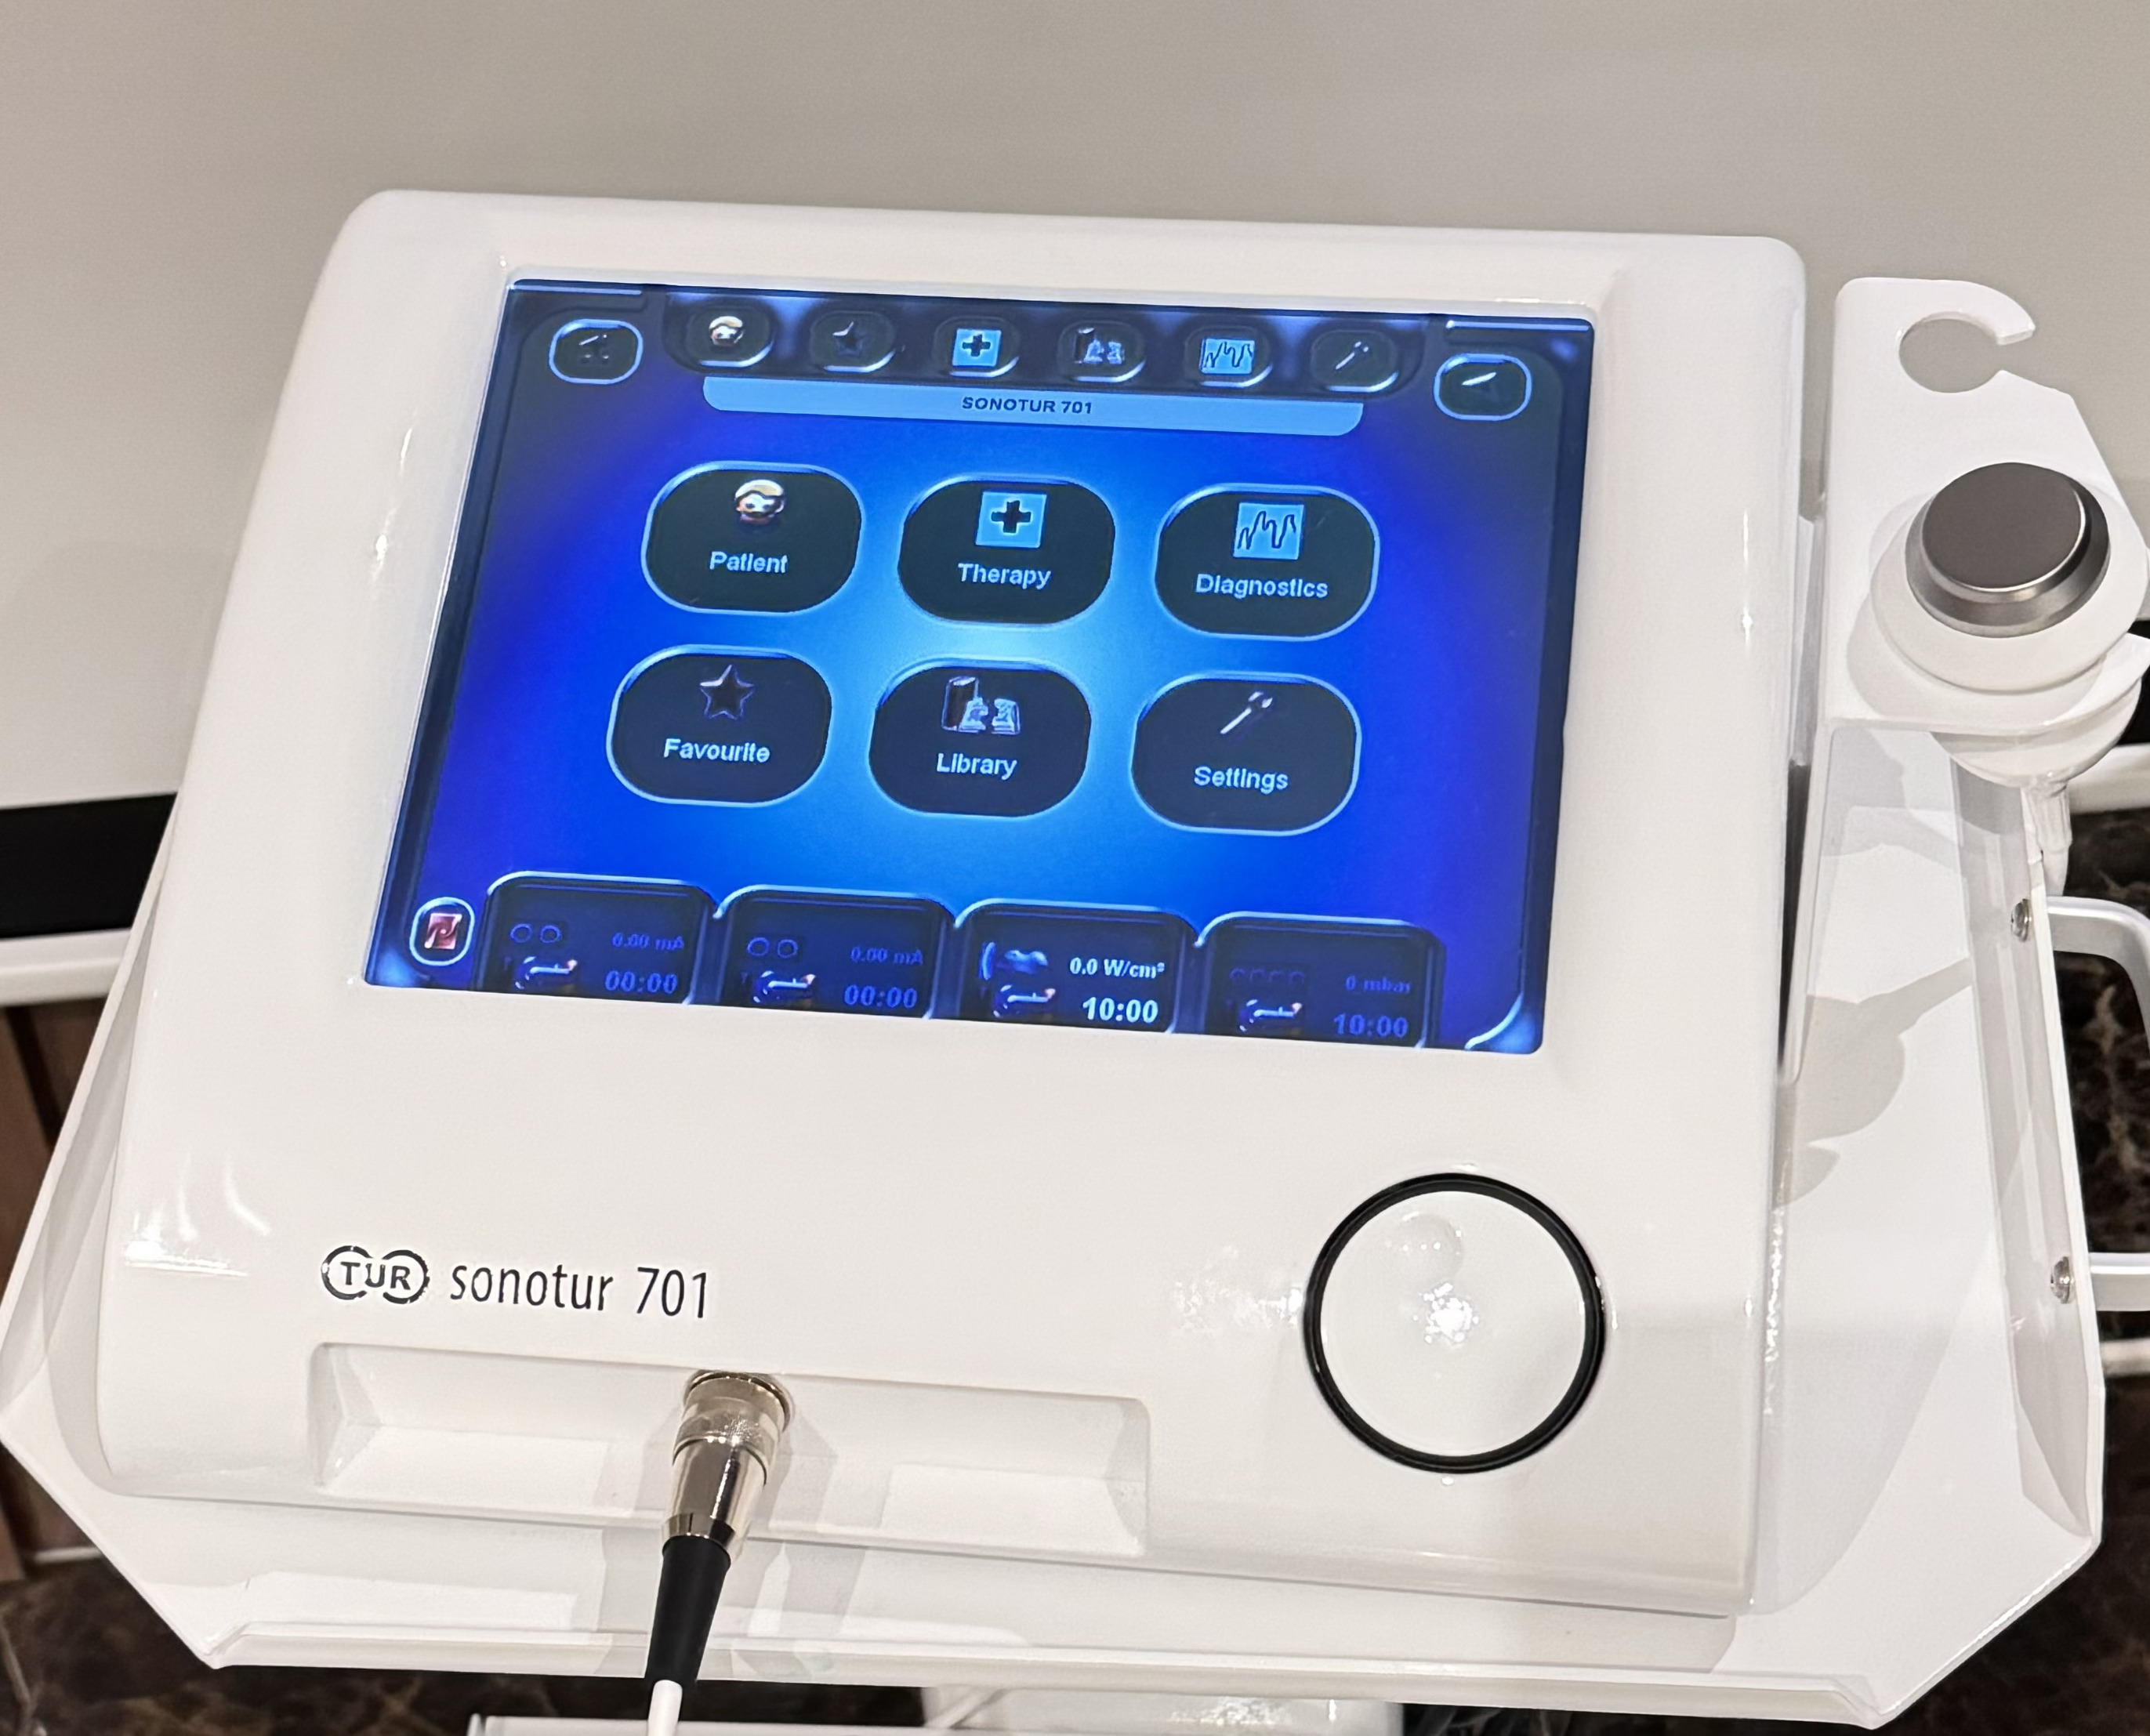 SONOTUR 701
Patient
Therapy
Diagnostics
Favourite
Library
Settings
0.00 mA
00:00
0.00 mA
00:00
0.0 W/cm²
10:00
0 mbar
10:00
TUR sonotur 701